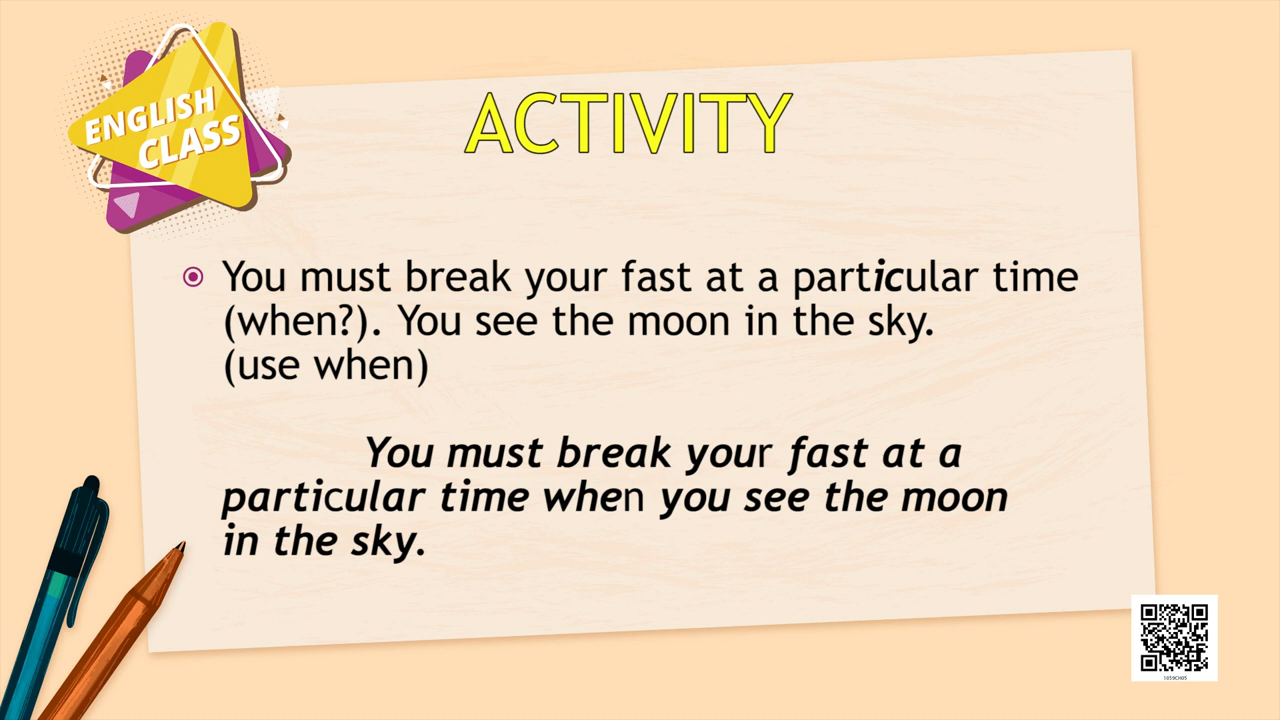 ENGLISH
CLASS
ACTIVITY
You must break your fast at a particular time
(when?). You see the moon in the sky.
(use when)
You must break your fast at a
particular time when you see the moon
in the sky.
1059CH05